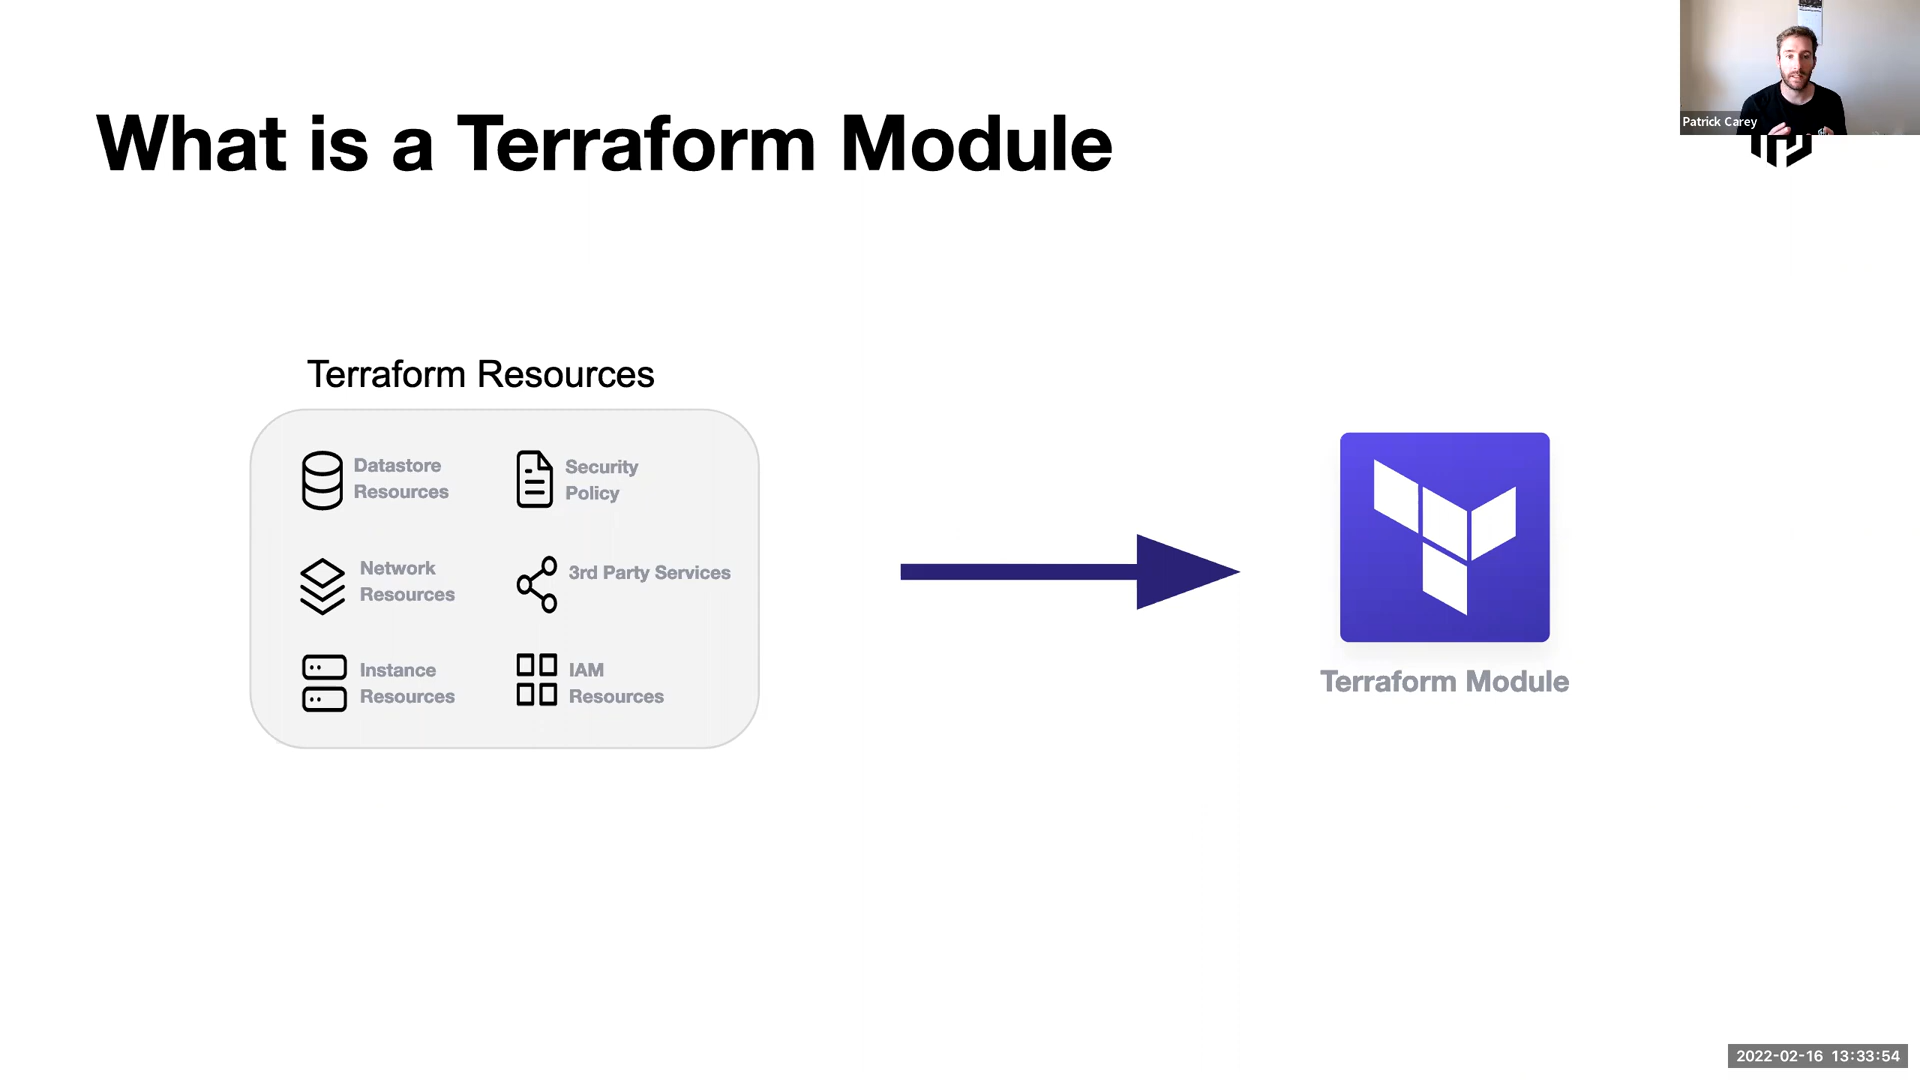 Patrick Carey
What is a Terraform Module
Terraform Resources
Datastore
Resources
Security
Policy
Network
Resources
3rd Party Services
Instance
Resources
IAM
Resources
Terraform Module
2022-02-16 13:33:54